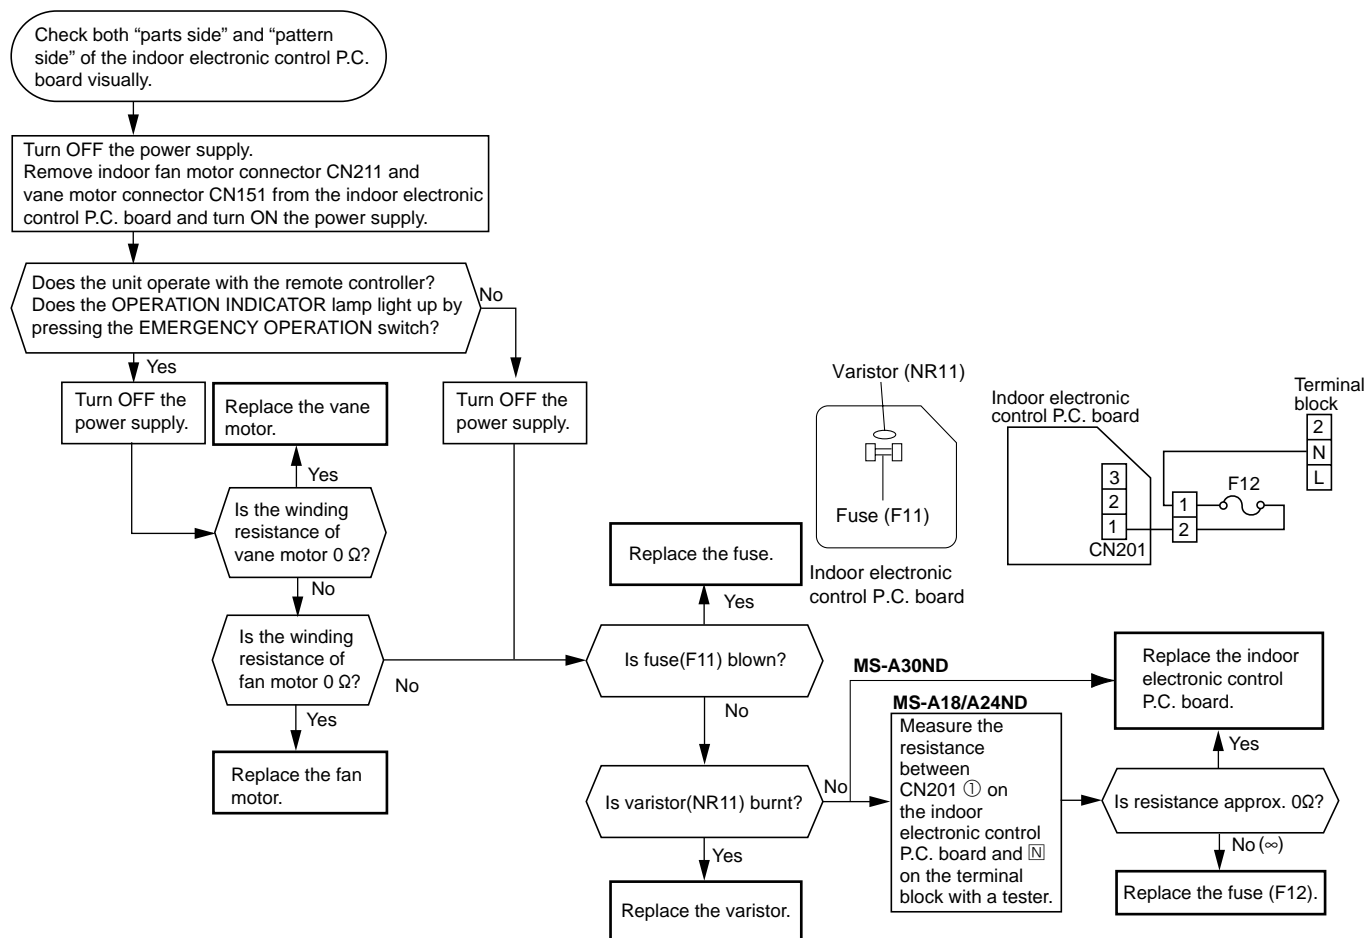 Check both “parts side” and “pattern
side” of the indoor electronic control P.C.
board visually.
Turn OFF the power supply.
Remove indoor fan motor connector CN211 and
vane motor connector CN151 from the indoor electronic
control P.C. board and turn ON the power supply.
Does the unit operate with the remote controller?
Does the OPERATION INDICATOR lamp light up by
pressing the EMERGENCY OPERATION switch?
No
Yes
Turn OFF the
power supply.
Replace the vane
motor.
Turn OFF the
power supply.
Yes
Is the winding
resistance of
vane motor 0 Ω?
No
Is the winding
resistance of
fan motor 0 Ω?
No
Yes
Replace the fan
motor.
Replace the fuse.
Yes
Is fuse(F11) blown?
No
Is varistor(NR11) burnt?
No
Yes
Replace the varistor.
Varistor (NR11)
Fuse (F11)
Indoor electronic
control P.C. board
Indoor electronic
control P.C. board
3
2
1
CN201
1
2
F12
Terminal
block
2
N
L
MS-A30ND
MS-A18/A24ND
Measure the
resistance
between
CN201 ① on
the indoor
electronic control
P.C. board and 🄽
on the terminal
block with a tester.
Replace the indoor
electronic control
P.C. board.
Yes
Is resistance approx. 0Ω?
No (∞)
Replace the fuse (F12).